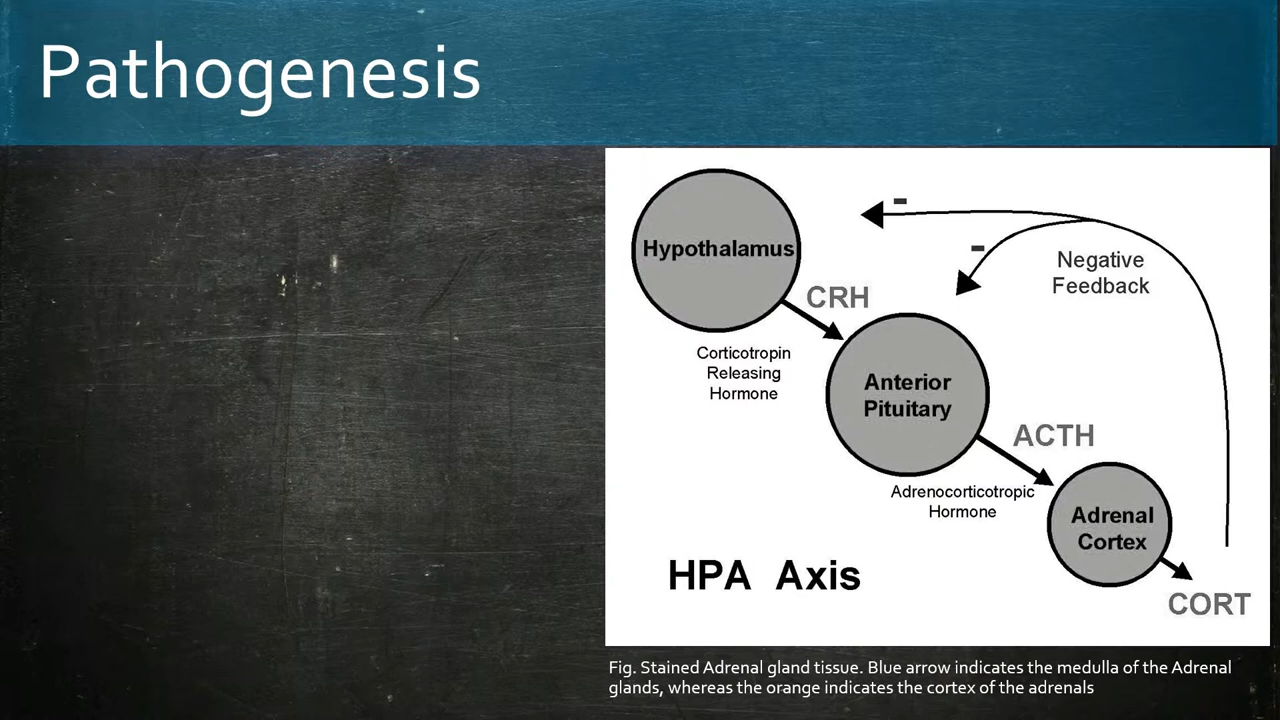 Pathogenesis
Hypothalamus
-
-
Negative
Feedback
CRH
Corticotropin
Releasing
Hormone
Anterior
Pituitary
ACTH
Adrenocorticotropic
Hormone
Adrenal
Cortex
HPA Axis
CORT
Fig. Stained Adrenal gland tissue. Blue arrow indicates the medulla of the Adrenal
glands, whereas the orange indicates the cortex of the adrenals